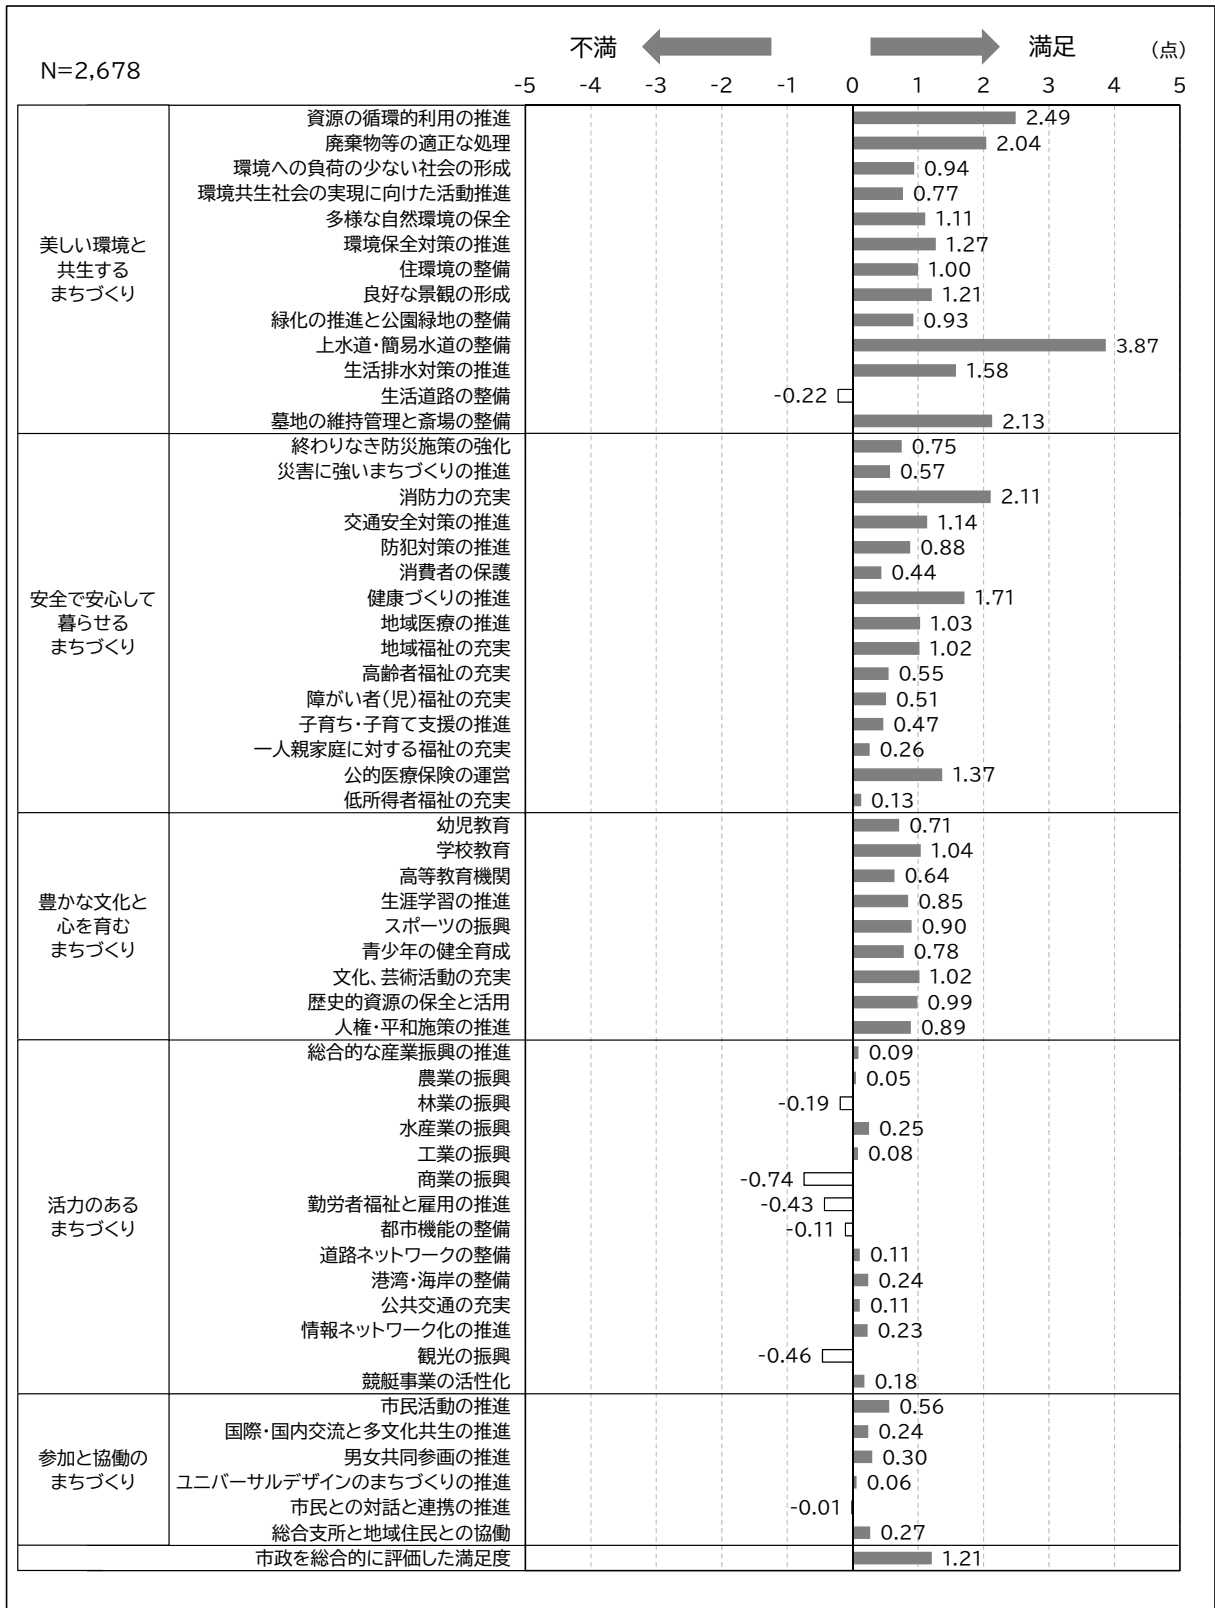 不満 満足 (点)
N=2,678
-5 -4 -3 -2 -1 0 1 2 3 4 5
美しい環境と
共生する
まちづくり
資源の循環的利用の推進 2.49
廃棄物等の適正な処理 2.04
環境への負荷の少ない社会の形成 0.94
環境共生社会の実現に向けた活動推進 0.77
多様な自然環境の保全 1.11
環境保全対策の推進 1.27
住環境の整備 1.00
良好な景観の形成 1.21
緑化の推進と公園緑地の整備 0.93
上水道・簡易水道の整備 3.87
生活排水対策の推進 1.58
生活道路の整備 -0.22
墓地の維持管理と斎場の整備 2.13
安全で安心して
暮らせる
まちづくり
終わりなき防災施策の強化 0.75
災害に強いまちづくりの推進 0.57
消防力の充実 2.11
交通安全対策の推進 1.14
防犯対策の推進 0.88
消費者の保護 0.44
健康づくりの推進 1.71
地域医療の推進 1.03
地域福祉の充実 1.02
高齢者福祉の充実 0.55
障がい者(児)福祉の充実 0.51
子育ち・子育て支援の推進 0.47
一人親家庭に対する福祉の充実 0.26
公的医療保険の運営 1.37
低所得者福祉の充実 0.13
豊かな文化と
心を育む
まちづくり
幼児教育 0.71
学校教育 1.04
高等教育機関 0.64
生涯学習の推進 0.85
スポーツの振興 0.90
青少年の健全育成 0.78
文化、芸術活動の充実 1.02
歴史的資源の保全と活用 0.99
人権・平和施策の推進 0.89
活力のある
まちづくり
総合的な産業振興の推進 0.09
農業の振興 0.05
林業の振興 -0.19
水産業の振興 0.25
工業の振興 0.08
商業の振興 -0.74
勤労者福祉と雇用の推進 -0.43
都市機能の整備 -0.11
道路ネットワークの整備 0.11
港湾・海岸の整備 0.24
公共交通の充実 0.11
情報ネットワーク化の推進 0.23
観光の振興 -0.46
競艇事業の活性化 0.18
参加と協働の
まちづくり
市民活動の推進 0.56
国際・国内交流と多文化共生の推進 0.24
男女共同参画の推進 0.30
ユニバーサルデザインのまちづくりの推進 0.06
市民との対話と連携の推進 -0.01
総合支所と地域住民との協働 0.27
市政を総合的に評価した満足度 1.21